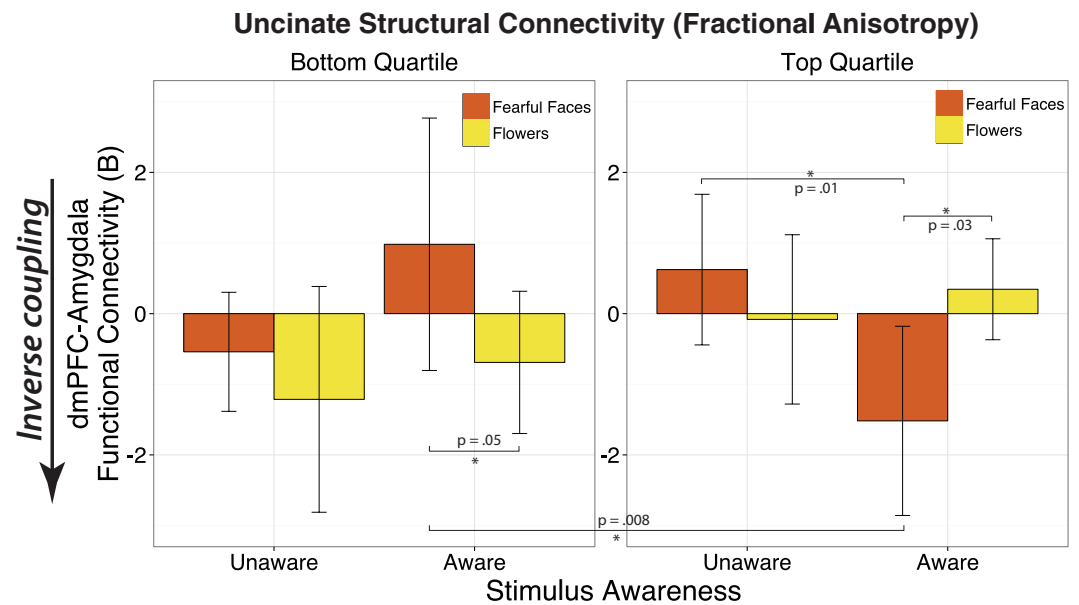 Uncinate Structural Connectivity (Fractional Anisotropy)
Bottom Quartile
Top Quartile
Inverse coupling
dmPFC-Amygdala
Functional Connectivity (B)
2
0
-2
Fearful Faces
Flowers
p = .05
*
2
0
-2
Fearful Faces
Flowers
*
p = .01
*
p = .03
p = .008
*
Unaware
Aware
Unaware
Aware
Stimulus Awareness